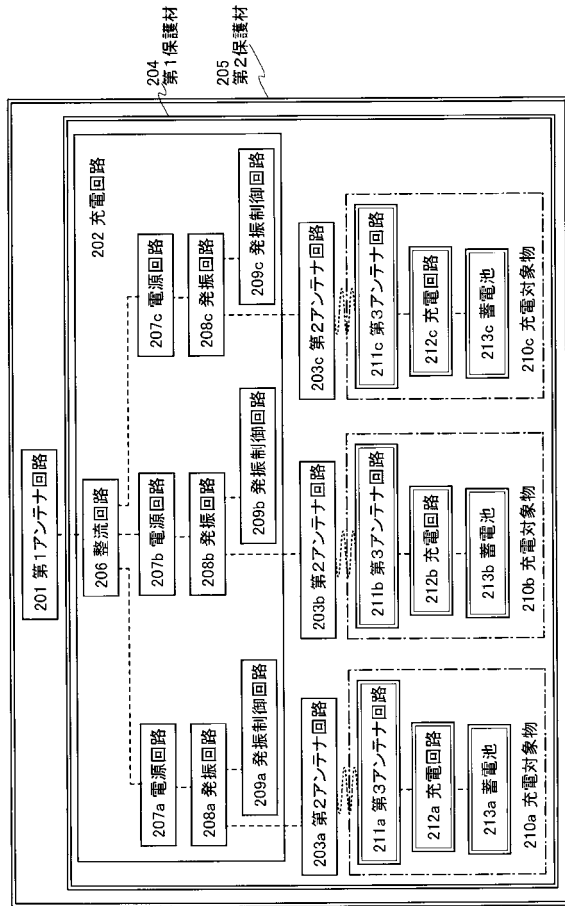 204
第1保護材
205
第2保護材
201 第1アンテナ回路
202 充電回路
206 整流回路
207a 電源回路
207b 電源回路
207c 電源回路
208a 発振回路
208b 発振回路
208c 発振回路
209a 発振制御回路
209b 発振制御回路
209c 発振制御回路
203a 第2アンテナ回路
203b 第2アンテナ回路
203c 第2アンテナ回路
211a 第3アンテナ回路
211b 第3アンテナ回路
211c 第3アンテナ回路
212a 充電回路
212b 充電回路
212c 充電回路
213a 蓄電池
213b 蓄電池
213c 蓄電池
210a 充電対象物
210b 充電対象物
210c 充電対象物